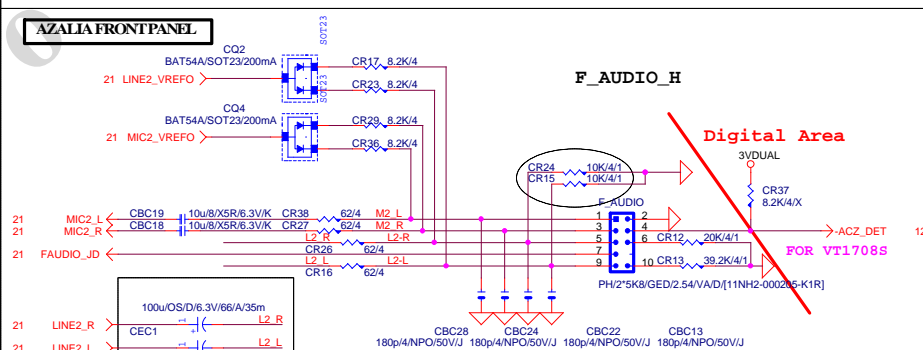 AZALIA FRONT PANEL
SOT23
CQ2
BAT54A/SOT23/200mA
CR17 8.2K/4
21 LINE2_VREFO
CR23 8.2K/4
SOT23
F_AUDIO_H
CQ4
BAT54A/SOT23/200mA
CR29 8.2K/4
21 MIC2_VREFO
CR36 8.2K/4
Digital Area
3VDUAL
CR24 10K/4/1
CR15 10K/4/1
CR37
8.2K/4/X
F_AUDIO
21 MIC2_L CBC19 10u/8/X5R/6.3V/K CR38 62/4 M2_L 1 2
21 MIC2_R CBC18 10u/8/X5R/6.3V/K CR27 62/4 M2_R 3 4 -ACZ_DET 12
L2_R L2-R 5 6 CR12 20K/4/1
21 FAUDIO_JD CR26 62/4 7 FOR VT1708S
L2_L L2-L 9 10 CR13 39.2K/4/1
CR16 62/4
PH/2*5K8/GED/2.54/VA/D/[11NH2-000205-K1R]
100u/OS/D/6.3V/66/A/35m
21 LINE2_R 1 + L2_R
CEC1
CBC28 CBC24 CBC22 CBC13
180p/4/NPO/50V/J 180p/4/NPO/50V/J 180p/4/NPO/50V/J 180p/4/NPO/50V/J
21 LINE2_L 1 L2_L